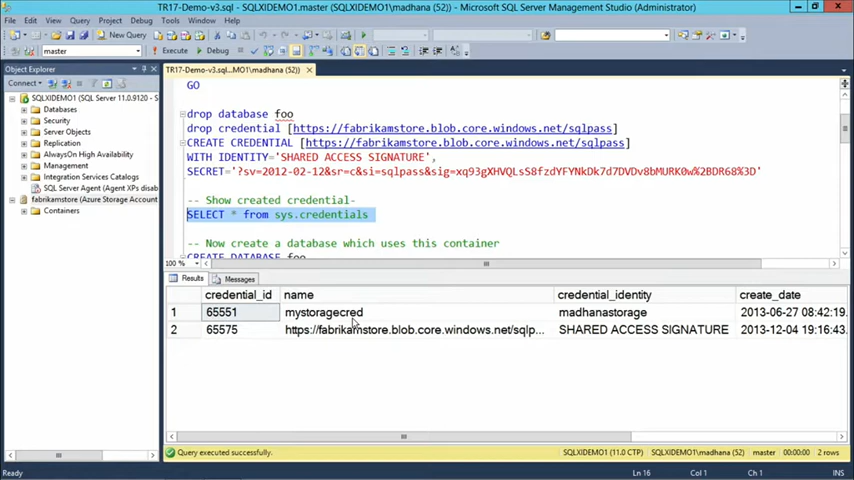 TR17-Demo-v3.sql - SQLXIDEMO1.master (SQLXIDEMO1\madhana (52)) - Microsoft SQL Server Management Studio (Administrator)
File Edit View Query Project Debug TR Tools Window Help
New Query
master Execute Debug
Object Explorer
Connect
SQLXIDEMO1 (SQL Server 11.0.9120 -
Databases
Security
Server Objects
Replication
AlwaysOn High Availability
Management
Integration Services Catalogs
SQL Server Agent (Agent XPs disab
fabrikamstore (Azure Storage Account
Containers
TR17-Demo-v3.sql...MO1\madhana (52))
GO
drop database foo
drop credential [https://fabrikamstore.blob.core.windows.net/sqlpass]
CREATE CREDENTIAL [https://fabrikamstore.blob.core.windows.net/sqlpass]
WITH IDENTITY='SHARED ACCESS SIGNATURE',
SECRET='?sv=2012-02-12&sr=c&si=sqlpass&sig=xq93gXHVQLsS8fzdYFYNkDk7d7DVDv8bMURK0w%2BDR68%3D'
-- Show created credential-
SELECT * from sys.credentials
-- Now create a database which uses this container
CREATE DATABASE foo
100 %
Results Messages
credential_id name credential_identity create_date
1 65551 mystoragecred madhanastorage 2013-06-27 08:42:19.
2 65575 https://fabrikamstore.blob.core.windows.net/sqlp... SHARED ACCESS SIGNATURE 2013-12-04 19:16:43.
Query executed successfully. SQLXIDEMO1 (11.0 CTP) SQLXIDEMO1\madhana (52) master 00:00:00 2 rows
Ready Ln 16 Col 1 Ch 1 INS